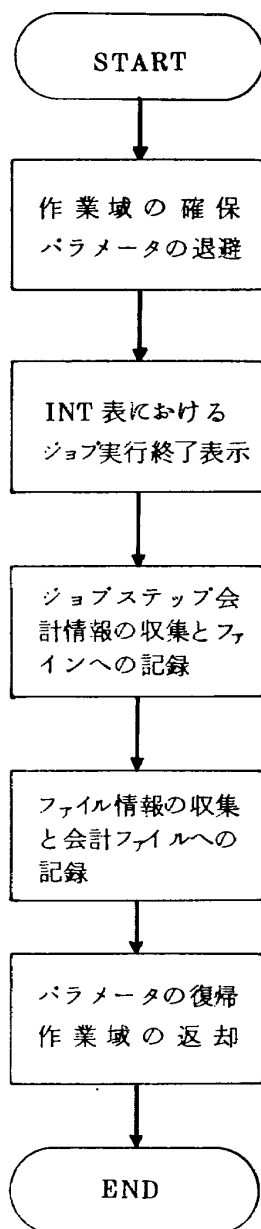 START
作業域の確保
パラメータの退避
INT表における
ジョブ実行終了表示
ジョブステップ会
計情報の収集とファ
インへの記録
ファイル情報の収集
と会計ファイルへの
記録
パラメータの復帰
作業域の返却
END